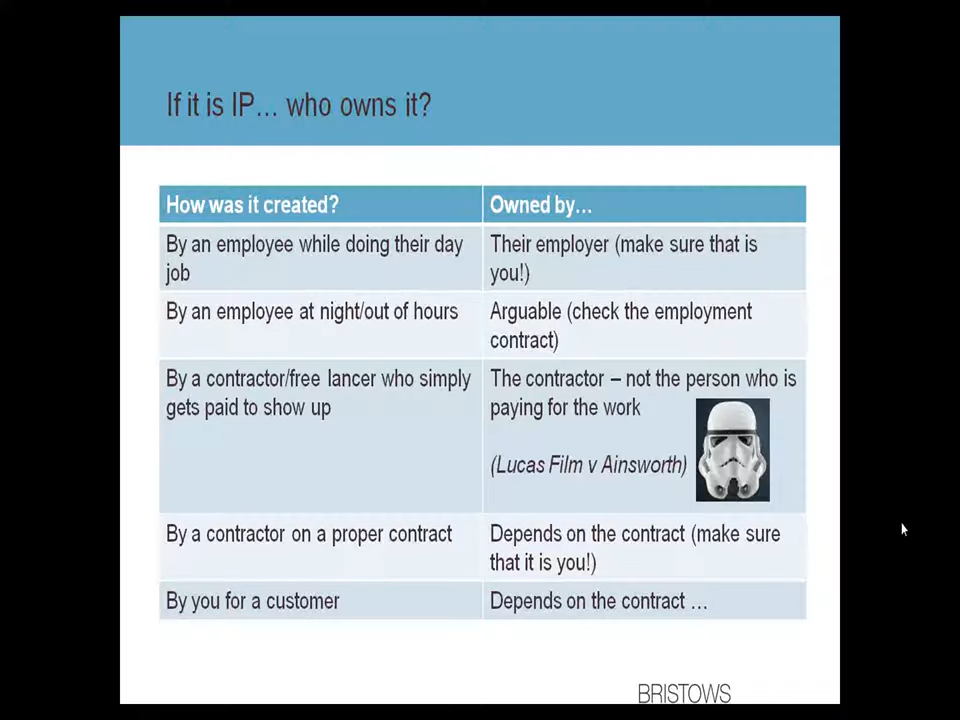 If it is IP... who owns it?
How was it created?
Owned by...
By an employee while doing their day
job
Their employer (make sure that is
you!)
By an employee at night/out of hours
Arguable (check the employment
contract)
By a contractor/free lancer who simply
gets paid to show up
The contractor – not the person who is
paying for the work
(Lucas Film v Ainsworth)
By a contractor on a proper contract
Depends on the contract (make sure
that it is you!)
By you for a customer
Depends on the contract ...
BRISTOWS